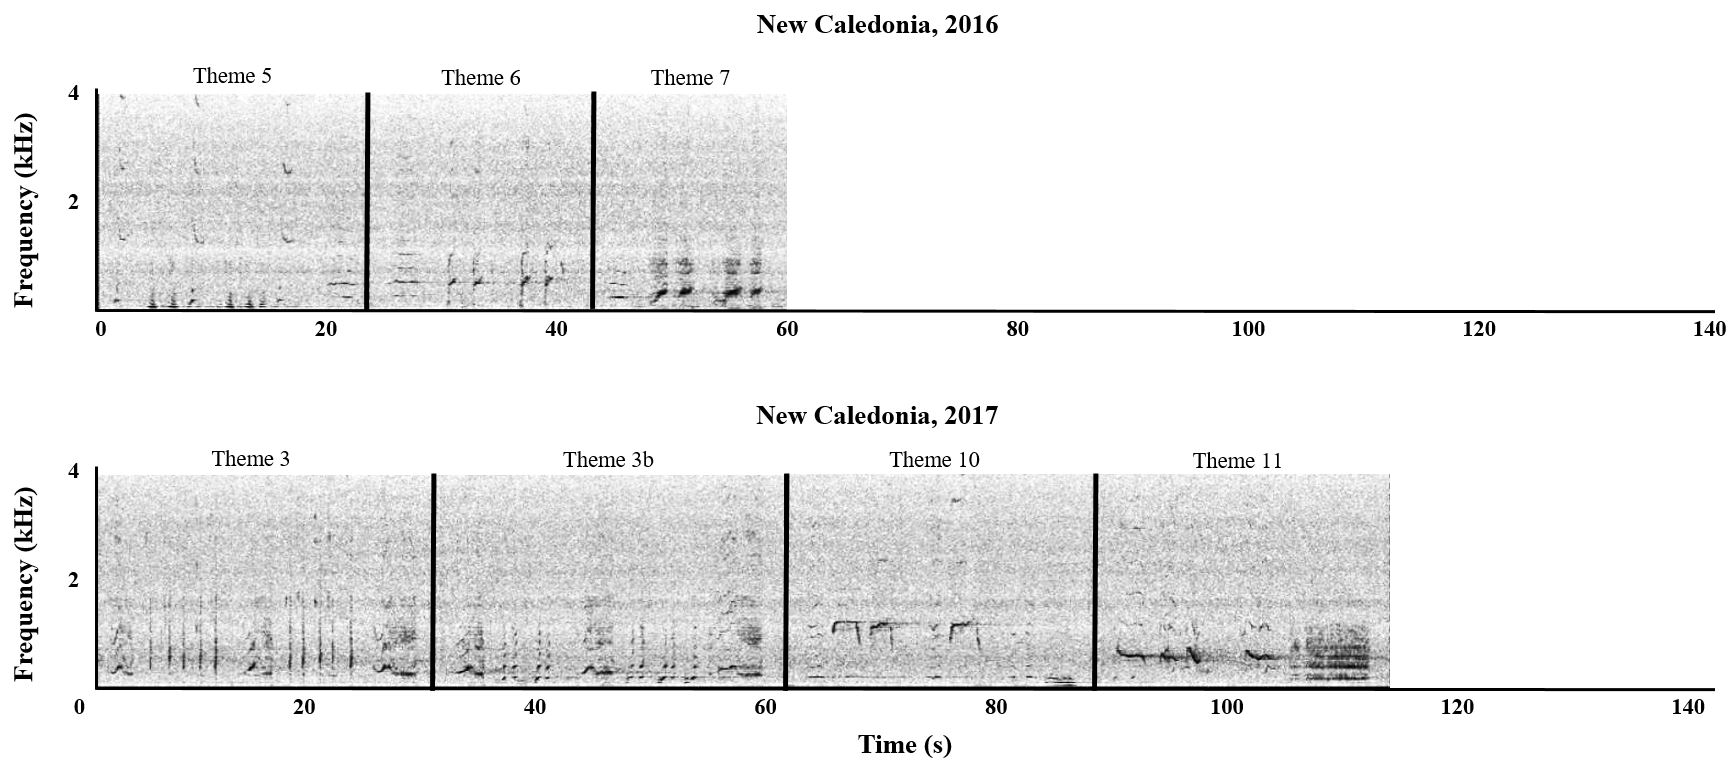 New Caledonia, 2016
Theme 5 Theme 6 Theme 7
Frequency (kHz)
4
2
0 20 40 60 80 100 120 140
New Caledonia, 2017
Theme 3 Theme 3b Theme 10 Theme 11
Frequency (kHz)
4
2
0 20 40 60 80 100 120 140
Time (s)